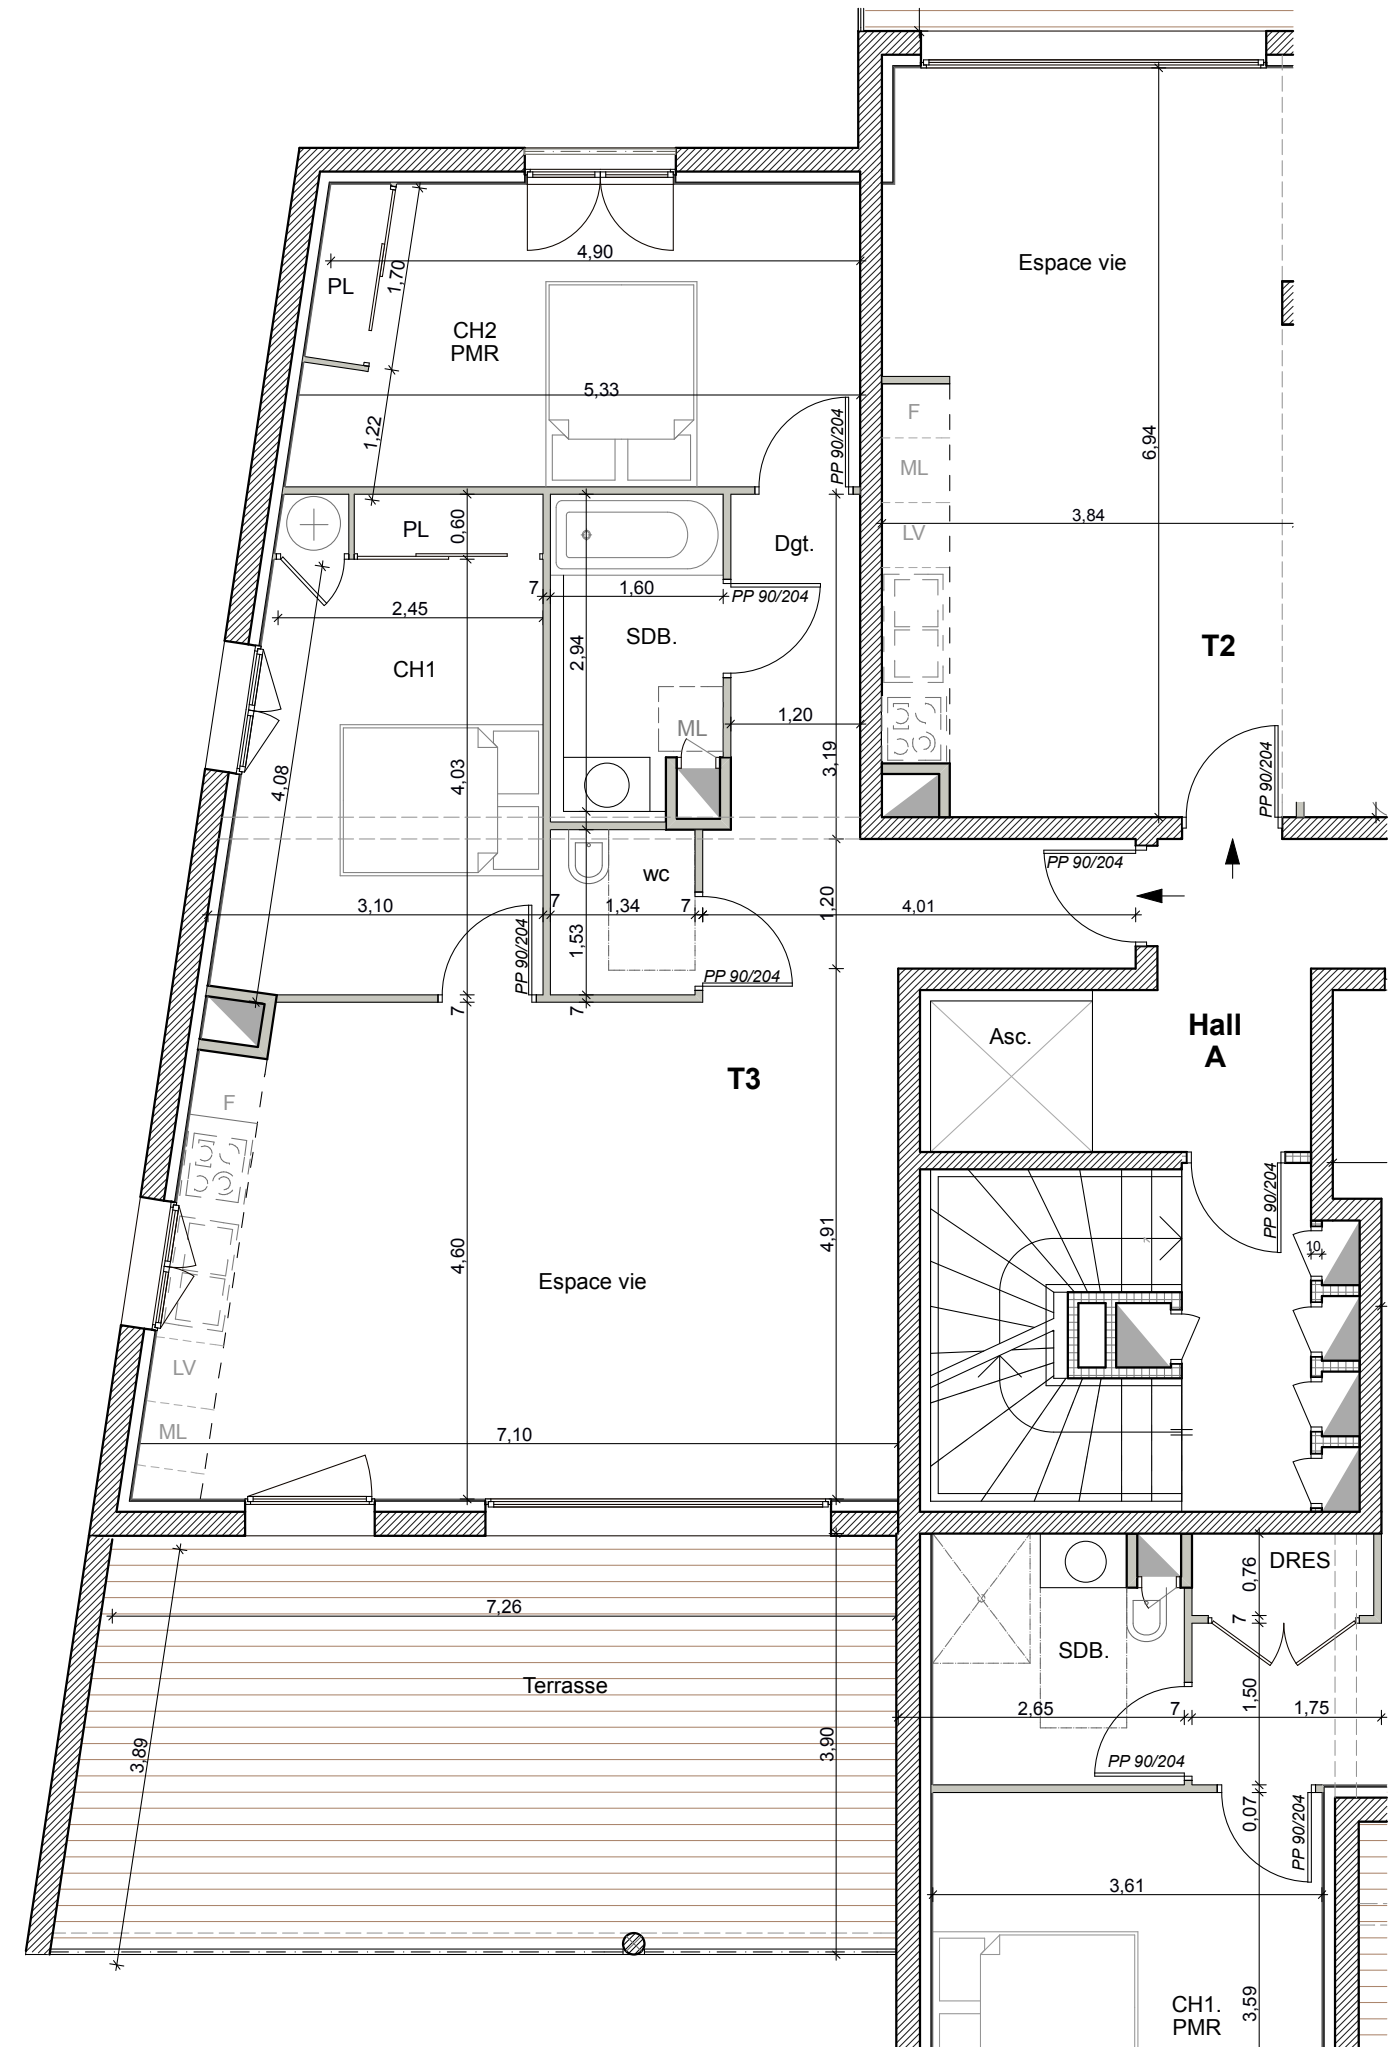 4,90
Espace vie
PL
1,70
CH2
PMR
5,33
1,22
PP 90/204
F
ML
6,94
LV
3,84
PL
0,60
Dgt.
7
1,60
PP 90/204
2,45
SDB.
2,94
T2
CH1
ML
1,20
3,19
4,08
4,03
PP 90/204
PP 90/204
wc
3,10
7
1,34
7
1,20
4,01
PP 90/204
1,53
PP 90/204
7
7
Hall
A
Asc.
T3
F
PP 90/204
10
4,60
4,91
Espace vie
LV
ML
7,10
DRES
0,76
7,26
7
SDB.
Terrasse
1,50
2,65
7
1,75
3,89
3,90
PP 90/204
0,07
PP 90/204
3,61
CH1.
PMR
3,59